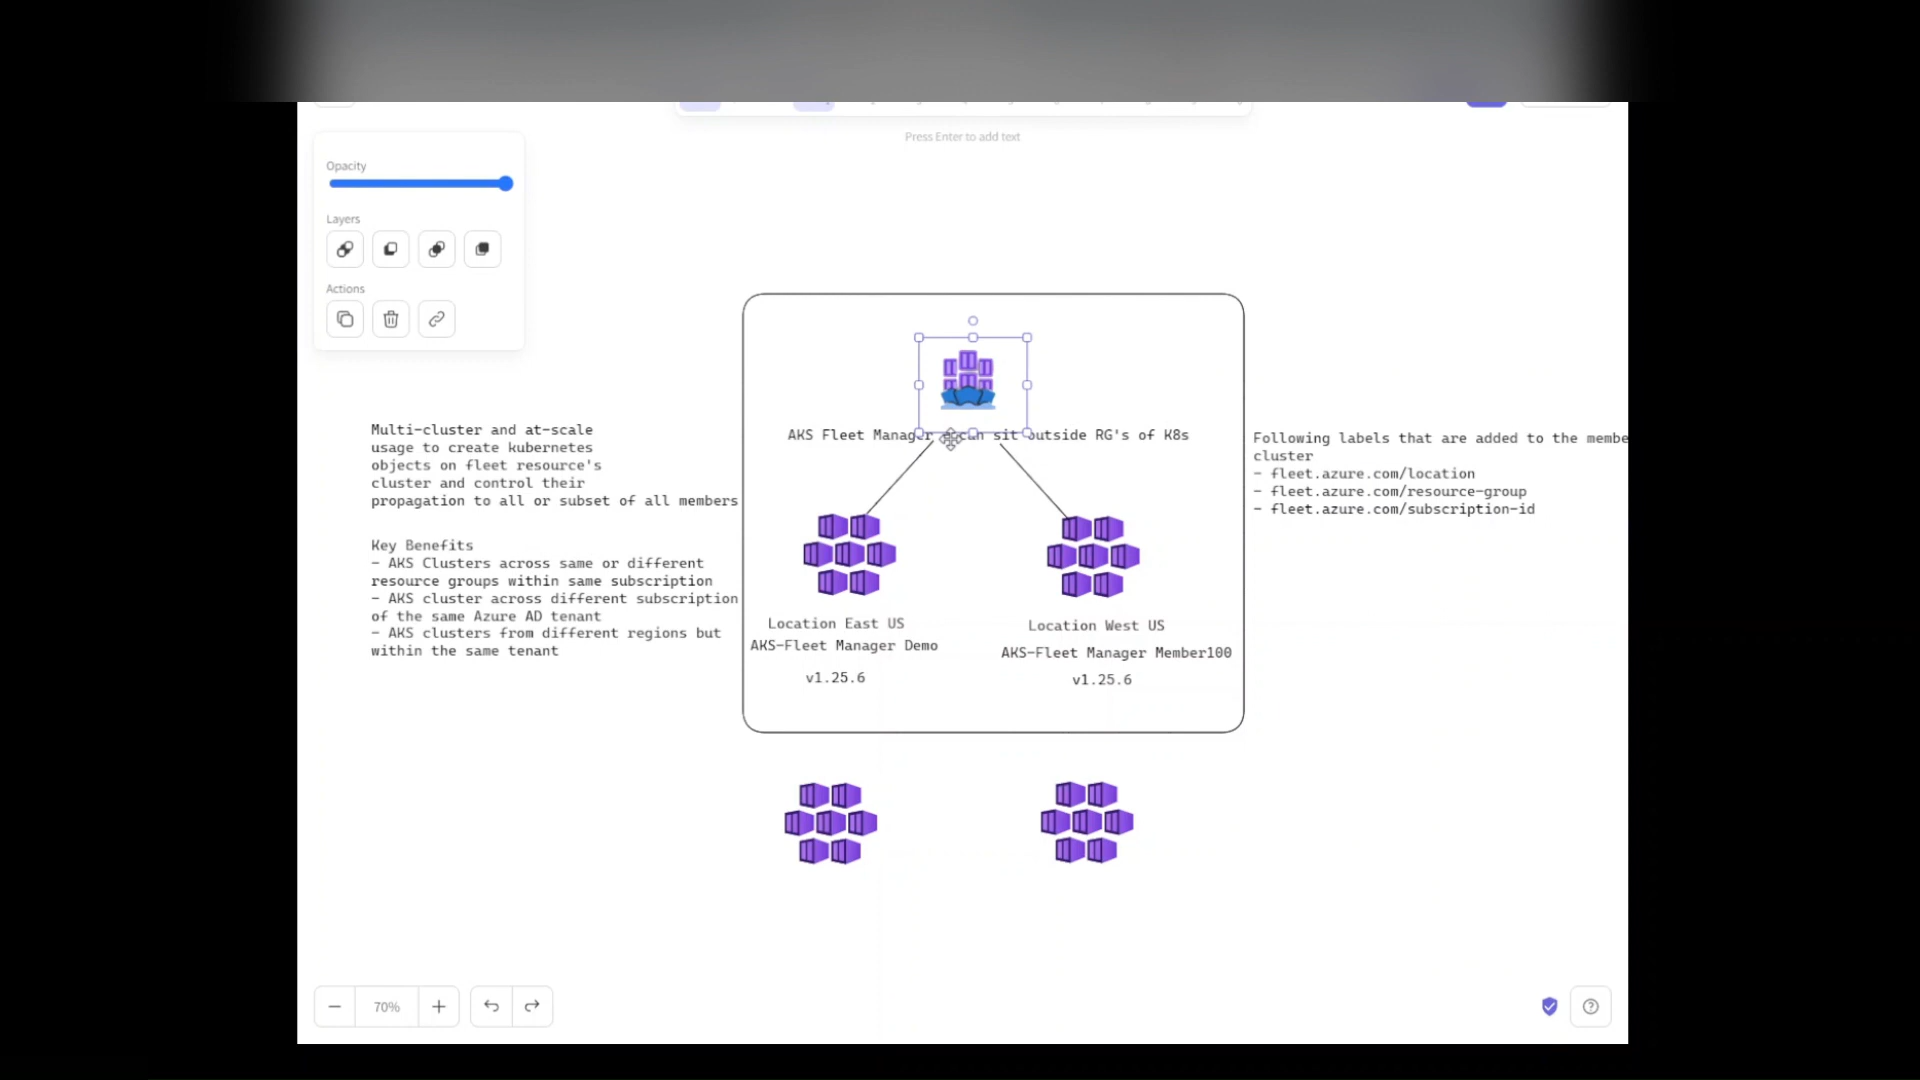 Press Enter to add text
Opacity
Layers
Actions
AKS Fleet Manager can sit outside RG's of K8s
Multi-cluster and at-scale
usage to create kubernetes
objects on fleet resource's
cluster and control their
propagation to all or subset of all members
Key Benefits
- AKS Clusters across same or different
resource groups within same subscription
- AKS cluster across different subscription
of the same Azure AD tenant
- AKS clusters from different regions but
within the same tenant
Following labels that are added to the membe
cluster
- fleet.azure.com/location
- fleet.azure.com/resource-group
- fleet.azure.com/subscription-id
Location East US
AKS-Fleet Manager Demo
v1.25.6
Location West US
AKS-Fleet Manager Member100
v1.25.6
70%